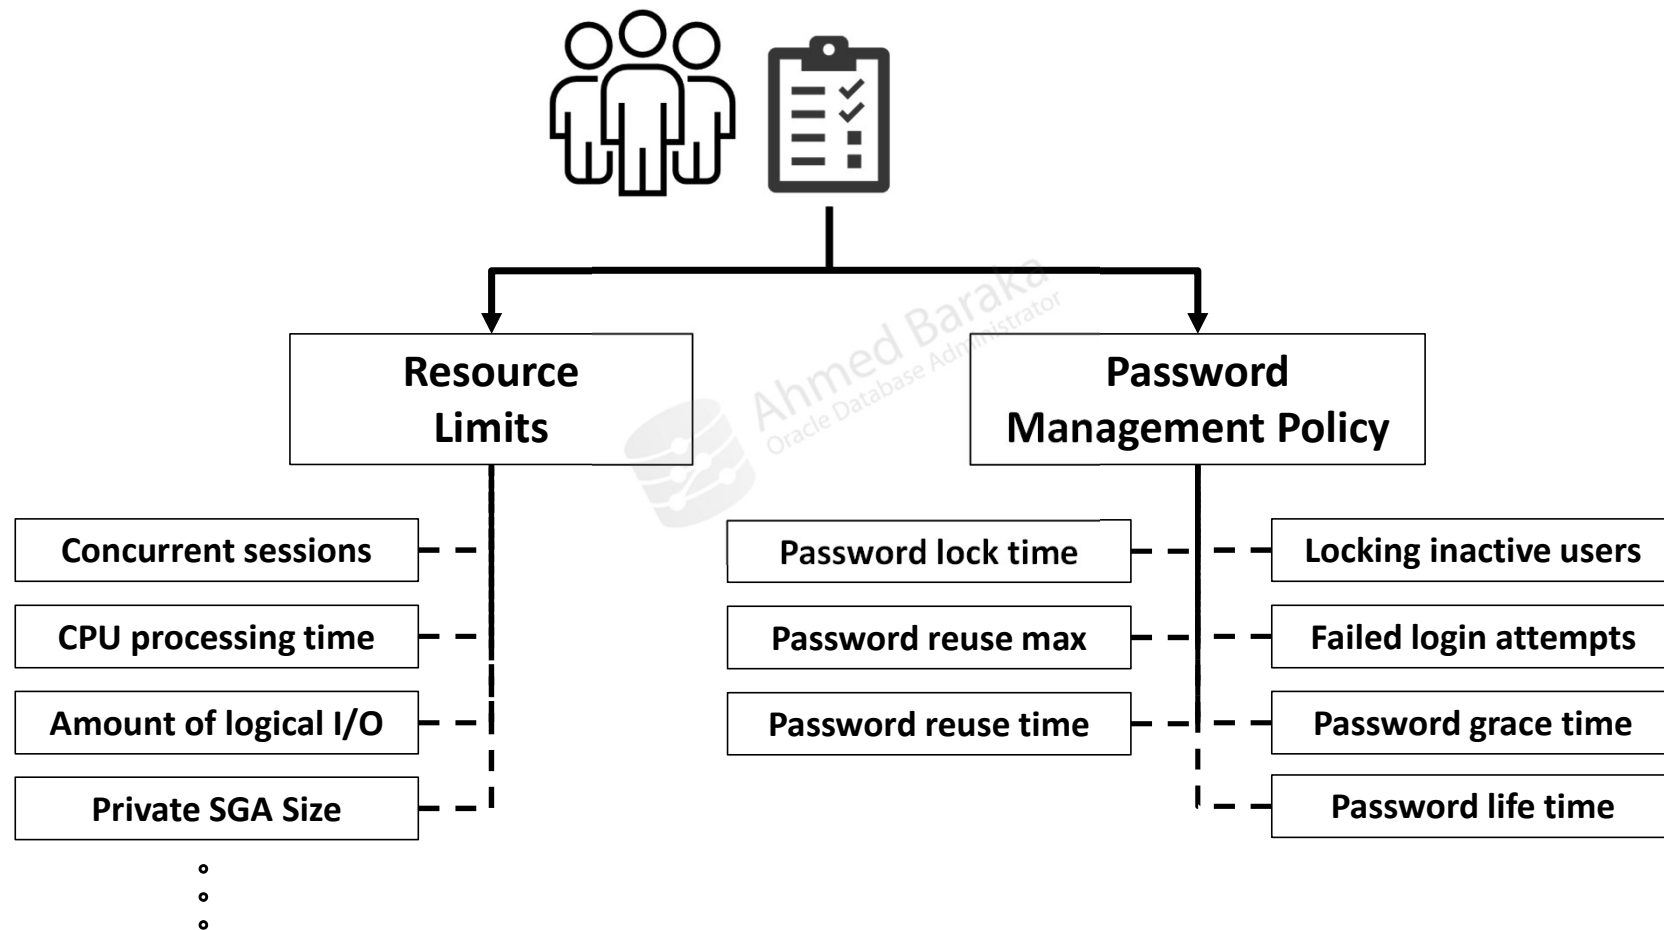 Resource
Limits
Concurrent sessions
CPU processing time
Amount of logical I/O
Private SGA Size
Password
Management Policy
Password lock time
Password reuse max
Password reuse time
Locking inactive users
Failed login attempts
Password grace time
Password life time
Ahmed Baraka
Oracle Database Administrator